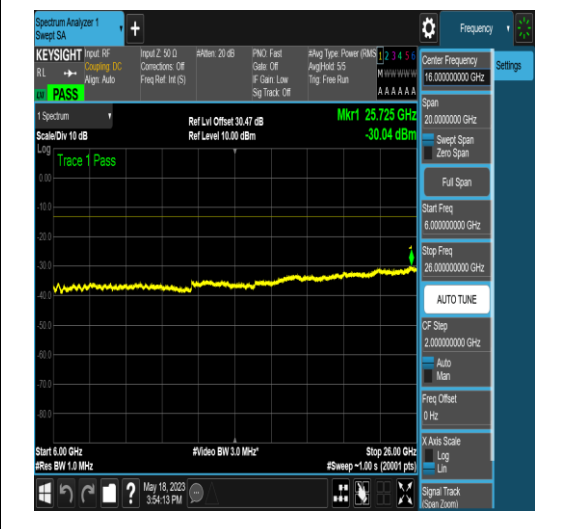 Spectrum Analyzer 1
Swept SA
Frequency
KEYSIGHT
RL
PASS
Input: RF
Coupling: DC
Align: Auto
Input Z: 50 Ω
Corrections: Off
Freq Ref: Int (S)
#Atten: 20 dB
PNO: Fast
Gate: Off
IF Gain: Low
Sig Track: Off
#Avg Type: Power (RMS)
Avg|Hold: 5/5
Trig: Free Run
1 2 3 4 5 6
M W W W W W
A A A A A A
1 Spectrum
Scale/Div 10 dB
Log
Ref Lvl Offset 30.47 dB
Ref Level 10.00 dBm
Mkr1 25.725 GHz
-30.04 dBm
Trace 1 Pass
0.00
-10.0
-20.0
-30.0
-40.0
-50.0
-60.0
-70.0
-80.0
1
Start 6.00 GHz
#Res BW 1.0 MHz
#Video BW 3.0 MHz*
Stop 26.00 GHz
#Sweep ~1.00 s (20001 pts)
May 18, 2023
3:54:13 PM
Center Frequency
16.000000000 GHz
Settings
Span
20.0000000 GHz
Swept Span
Zero Span
Full Span
Start Freq
6.000000000 GHz
Stop Freq
26.000000000 GHz
AUTO TUNE
CF Step
2.000000000 GHz
Auto
Man
Freq Offset
0 Hz
X Axis Scale
Log
Lin
Signal Track
(Span Zoom)